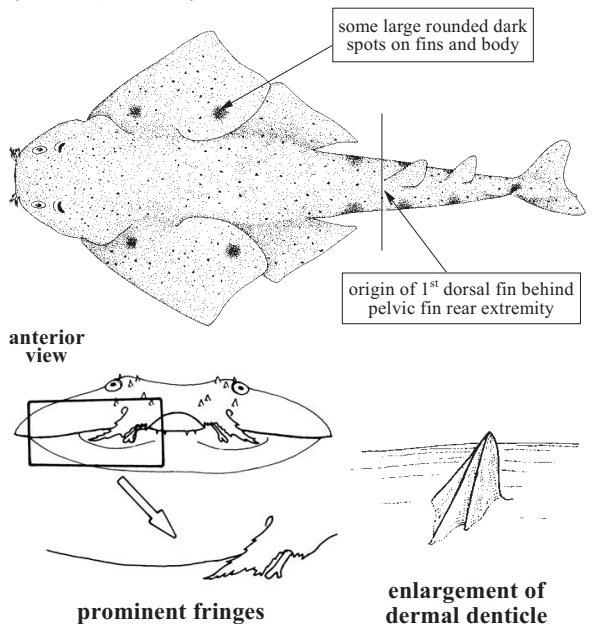 some large rounded dark
spots on fins and body
origin of 1st dorsal fin behind
pelvic fin rear extremity
anterior
view
prominent fringes
enlargement of
dermal denticle